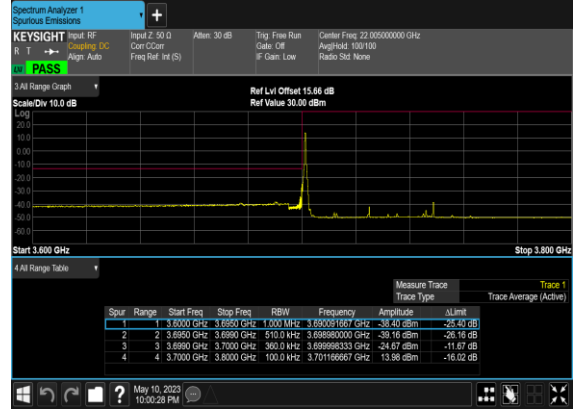 Spectrum Analyzer 1
Spurious Emissions
+
KEYSIGHT Input: RF Input Z: 50 Ω Atten: 30 dB Trig: Free Run Center Freq: 22.005000000 GHz
R T Coupling: DC Corr CCorr Gate: Off Avg|Hold: 100/100
Align: Auto Freq Ref: Int (S) IF Gain: Low Radio Std: None
PASS
3 All Range Graph
Ref Lvl Offset 15.66 dB
Scale/Div 10.0 dB Ref Value 30.00 dBm
Log
20.0
10.0
0.00
-10.0
-20.0
-30.0
-40.0
-50.0
-60.0
Start 3.600 GHz Stop 3.800 GHz
4 All Range Table
Measure Trace Trace 1
Trace Type Trace Average (Active)
Spur Range Start Freq Stop Freq RBW Frequency Amplitude ΔLimit
1 1 3.6000 GHz 3.6950 GHz 1.000 MHz 3.690091667 GHz -38.40 dBm -25.40 dB
2 2 3.6950 GHz 3.6990 GHz 510.0 kHz 3.698980000 GHz -39.16 dBm -26.16 dB
3 3 3.6990 GHz 3.7000 GHz 360.0 kHz 3.699998333 GHz -24.67 dBm -11.67 dB
4 4 3.7000 GHz 3.8000 GHz 100.0 kHz 3.701166667 GHz 13.98 dBm -16.02 dB
? May 10, 2023
10:00:28 PM